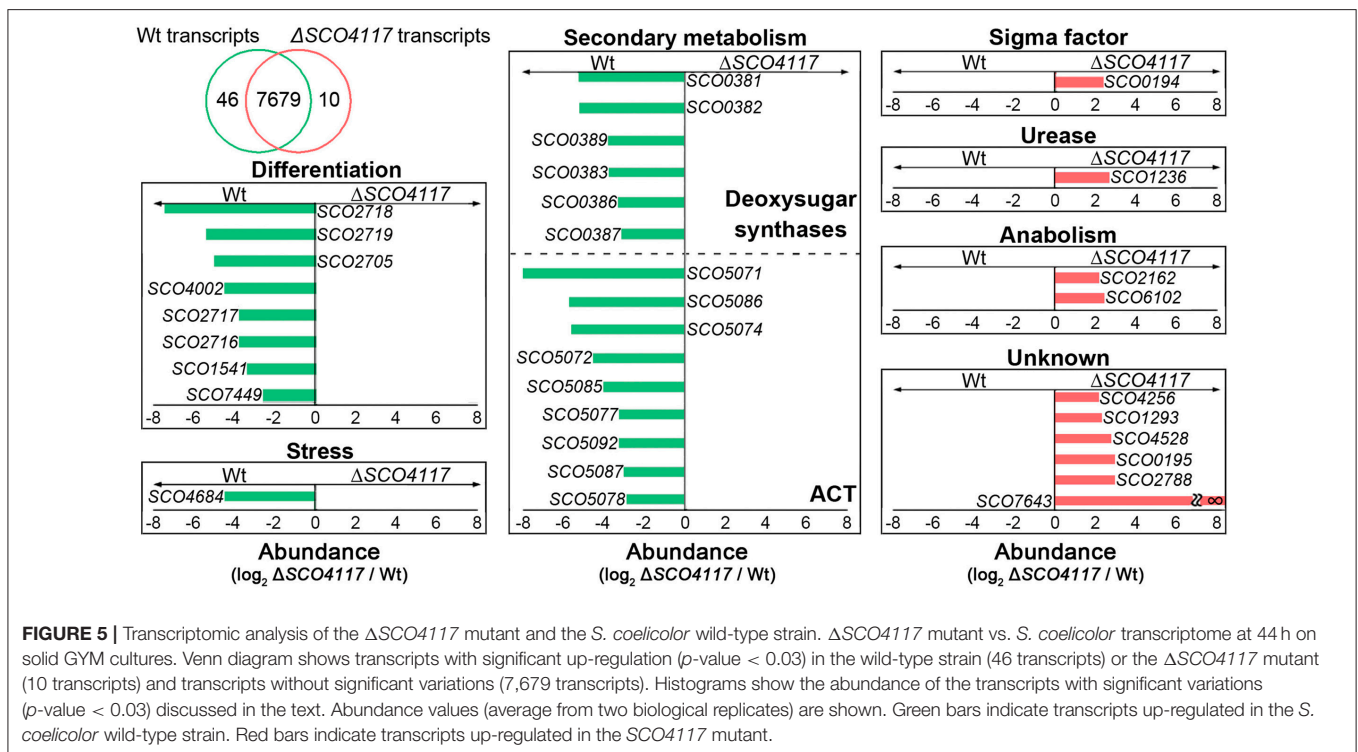 Wt transcripts ΔSCO4117 transcripts
46 7679 10
Differentiation
Wt ΔSCO4117
SCO2718
SCO2719
SCO2705
SCO4002
SCO2717
SCO2716
SCO1541
SCO7449
-8 -6 -4 -2 0 2 4 6 8
Stress
Wt ΔSCO4117
SCO4684
-8 -6 -4 -2 0 2 4 6 8
Abundance
(log2 ΔSCO4117 / Wt)
Secondary metabolism
Wt ΔSCO4117
SCO0381
SCO0382
SCO0389
SCO0383
SCO0386
SCO0387
Deoxysugar
synthases
SCO5071
SCO5086
SCO5074
SCO5072
SCO5085
SCO5077
SCO5092
SCO5087
SCO5078
ACT
-8 -6 -4 -2 0 2 4 6 8
Abundance
(log2 ΔSCO4117 / Wt)
Sigma factor
Wt ΔSCO4117
SCO0194
-8 -6 -4 -2 0 2 4 6 8
Urease
Wt ΔSCO4117
SCO1236
-8 -6 -4 -2 0 2 4 6 8
Anabolism
Wt ΔSCO4117
SCO2162
SCO6102
-8 -6 -4 -2 0 2 4 6 8
Unknown
Wt ΔSCO4117
SCO4256
SCO1293
SCO4528
SCO0195
SCO2788
SCO7643 ∞
-8 -6 -4 -2 0 2 4 6 8
Abundance
(log2 ΔSCO4117 / Wt)
FIGURE 5 | Transcriptomic analysis of the ΔSCO4117 mutant and the S. coelicolor wild-type strain. ΔSCO4117 mutant vs. S. coelicolor transcriptome at 44 h on
solid GYM cultures. Venn diagram shows transcripts with significant up-regulation (p-value < 0.03) in the wild-type strain (46 transcripts) or the ΔSCO4117 mutant
(10 transcripts) and transcripts without significant variations (7,679 transcripts). Histograms show the abundance of the transcripts with significant variations
(p-value < 0.03) discussed in the text. Abundance values (average from two biological replicates) are shown. Green bars indicate transcripts up-regulated in the S.
coelicolor wild-type strain. Red bars indicate transcripts up-regulated in the SCO4117 mutant.